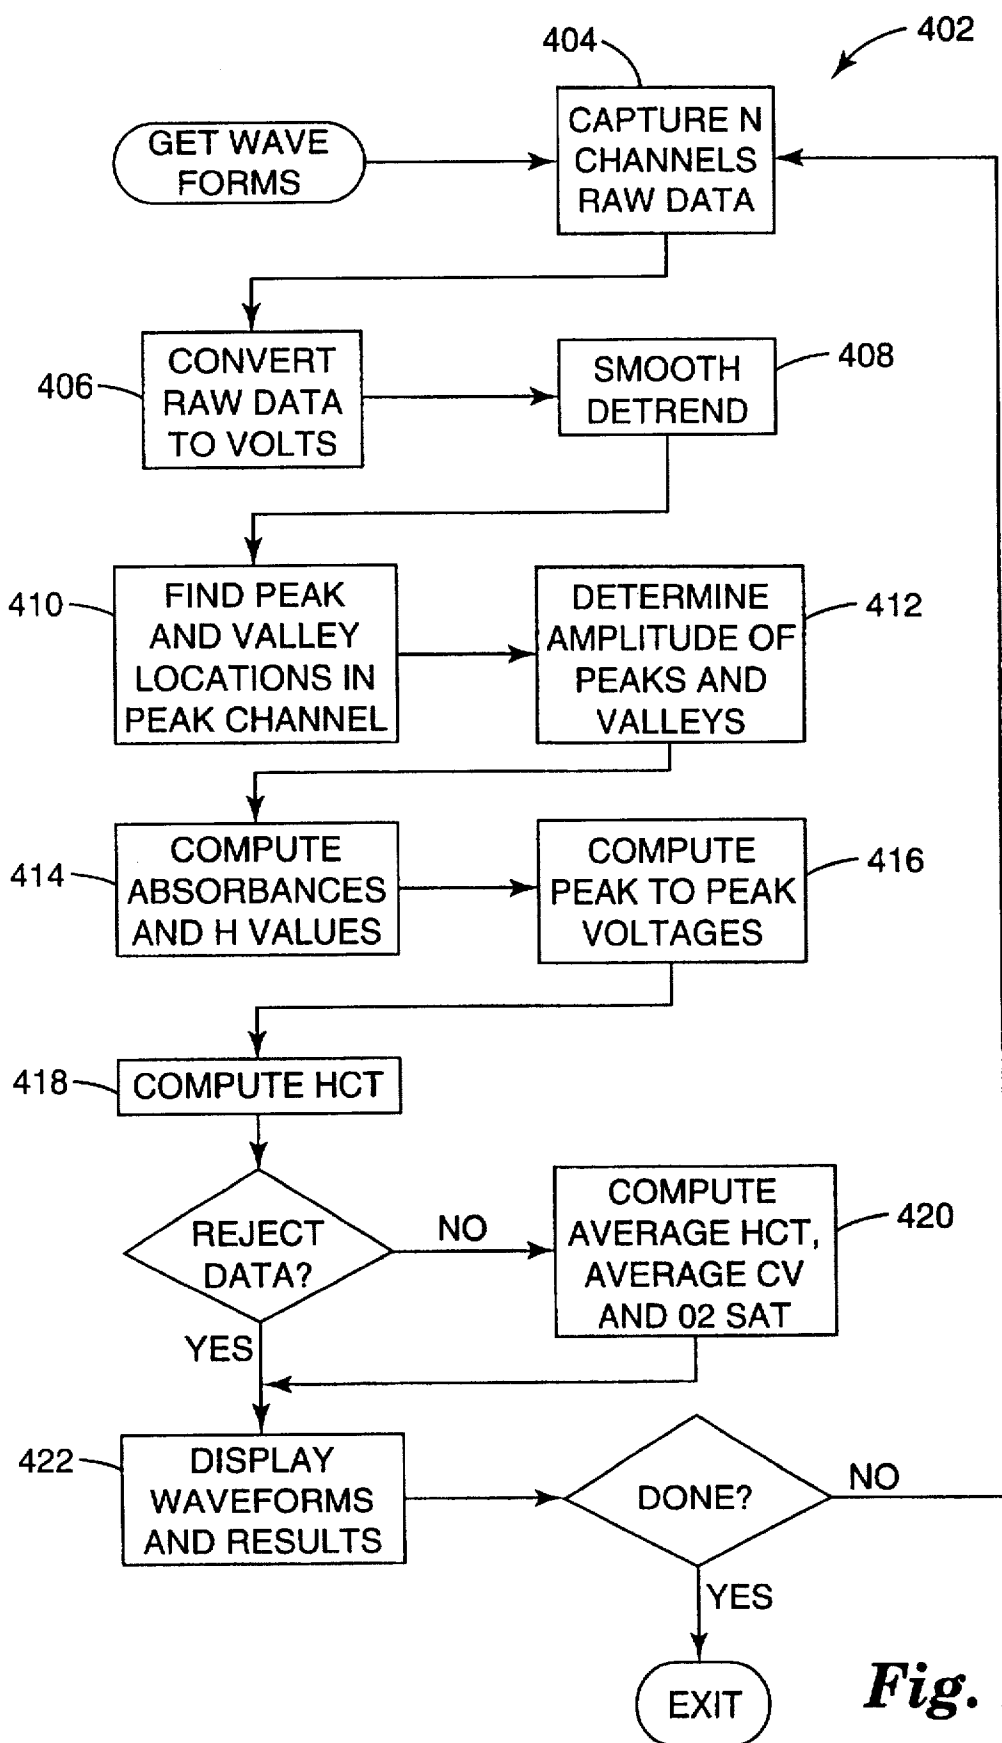 402
404
GET WAVE
FORMS
CAPTURE N
CHANNELS
RAW DATA
406
CONVERT
RAW DATA
TO VOLTS
SMOOTH
DETREND
408
410
FIND PEAK
AND VALLEY
LOCATIONS IN
PEAK CHANNEL
DETERMINE
AMPLITUDE OF
PEAKS AND
VALLEYS
412
414
COMPUTE
ABSORBANCES
AND H VALUES
COMPUTE
PEAK TO PEAK
VOLTAGES
416
418
COMPUTE HCT
REJECT
DATA?
NO
YES
COMPUTE
AVERAGE HCT,
AVERAGE CV
AND 02 SAT
420
422
DISPLAY
WAVEFORMS
AND RESULTS
DONE?
NO
YES
EXIT
Fig.